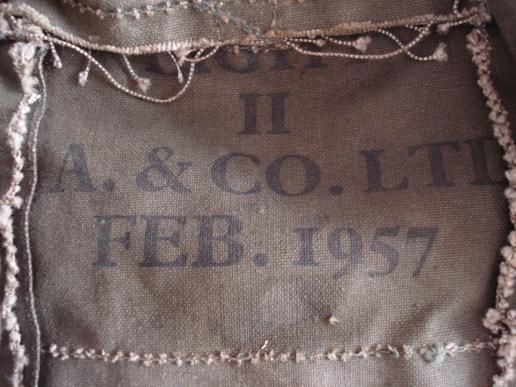 II
A. & CO. LTD
FEB. 1957